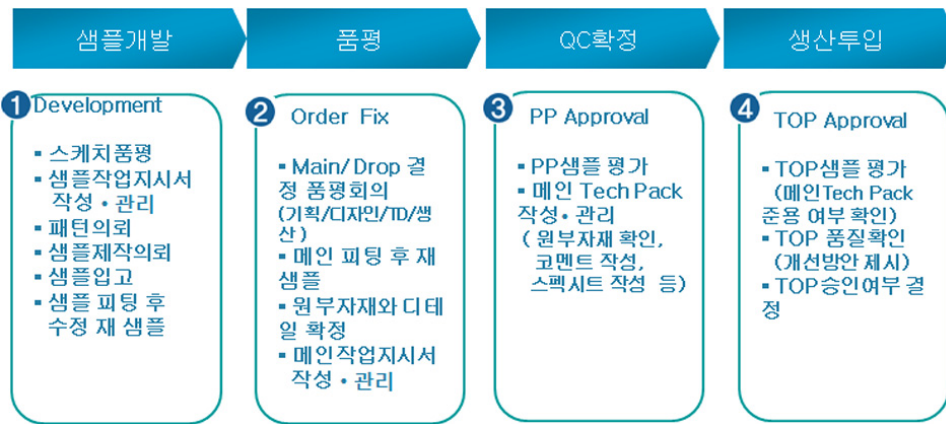 샘플개발
품평
QC확정
생산투입
1 Development
▪ 스케치품평
▪ 샘플작업지시서
작성 • 관리
▪ 패턴의뢰
▪ 샘플제작의뢰
▪ 샘플입고
▪ 샘플 피팅 후
수정 재 샘플
2 Order Fix
▪ Main/ Drop 결
정 품평회의
(기획/디자인/TD/생
산)
▪ 메인 피팅 후 재
샘플
▪ 원부자재와 디테
일 확정
▪ 메인작업지시서
작성 • 관리
3 PP Approval
▪ PP샘플 평가
▪ 메인 Tech Pack
작성• 관리
( 원부자재 확인,
코멘트 작성,
스펙시트 작성 등)
4 TOP Approval
▪ TOP샘플 평가
(메인Tech Pack
준용 여부 확인)
▪ TOP 품질확인
(개선방안 제시)
▪ TOP승인여부 결
정